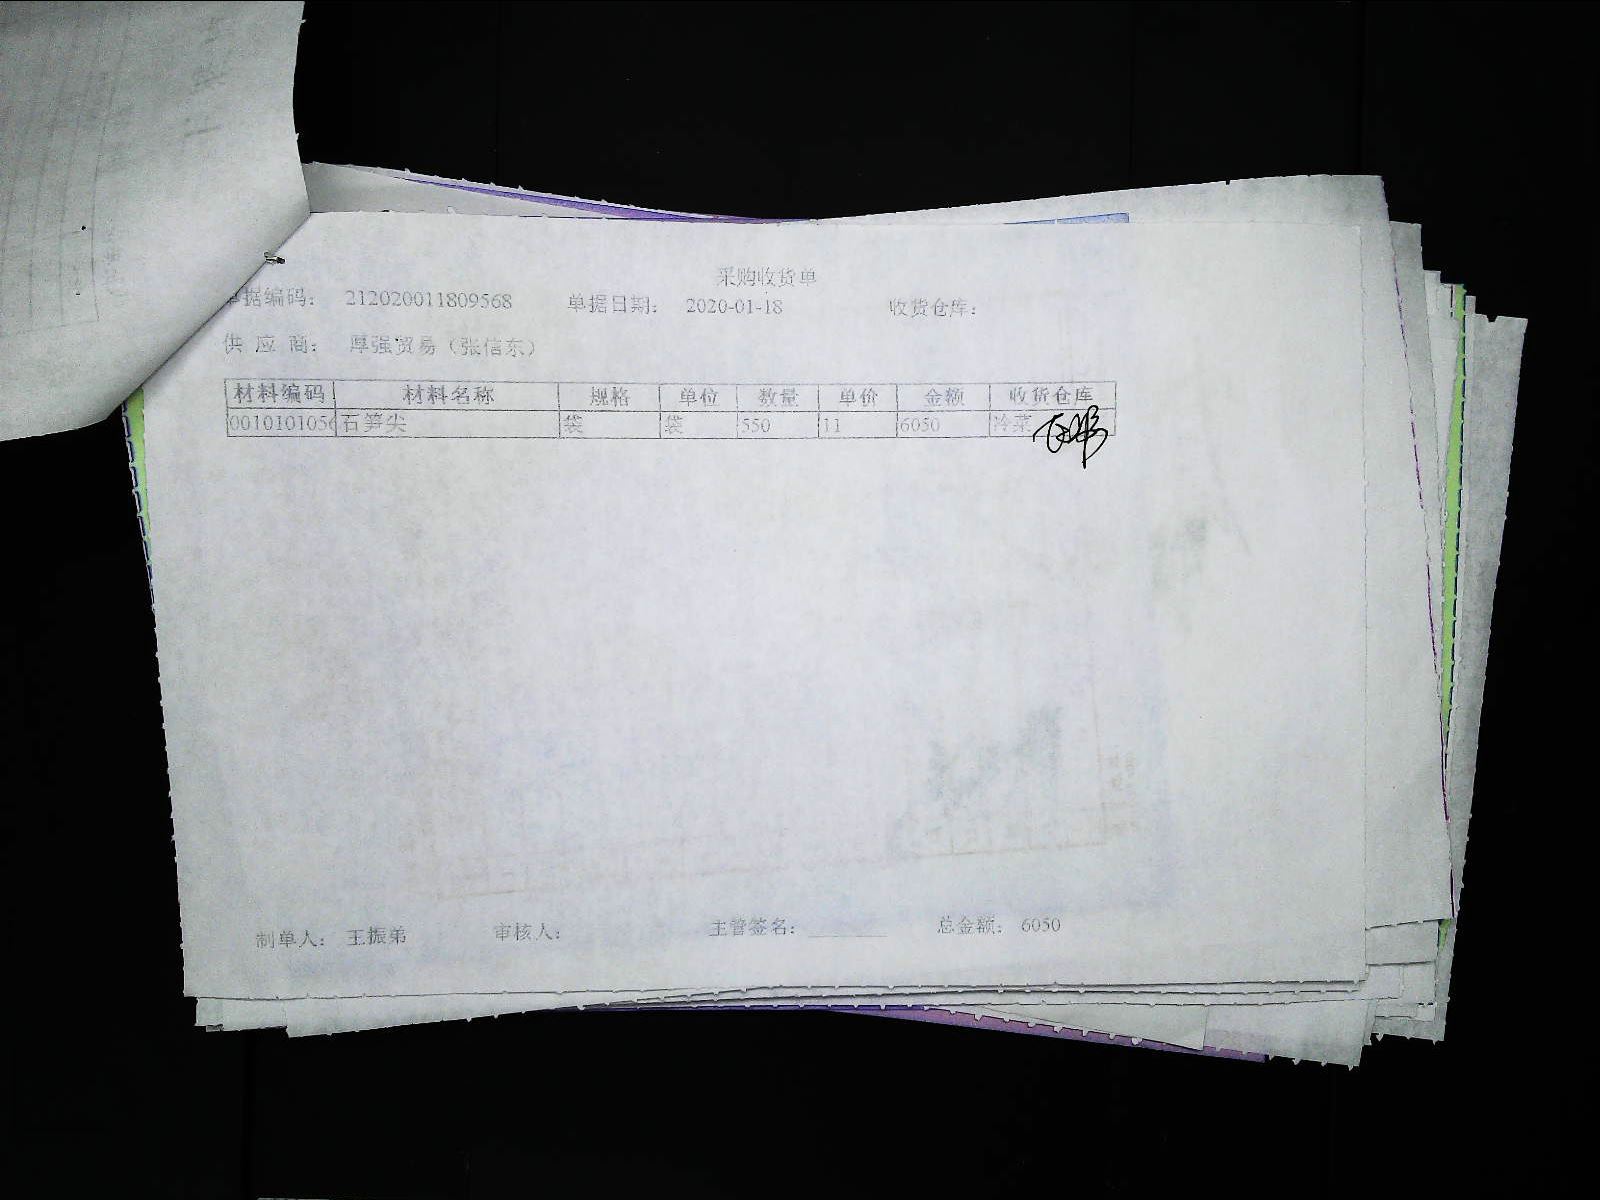 采购收货单
单据编码： 212020011809568 单据日期： 2020-01-18 收货仓库：
供 应 商： 厚强贸易（张信东）
材料编码 材料名称 规格 单位 数量 单价 金额 收货仓库
0010101056 石笋尖 袋 袋 550 11 6050 冷菜
制单人： 王振弟 审核人： 主管签名： 总金额： 6050